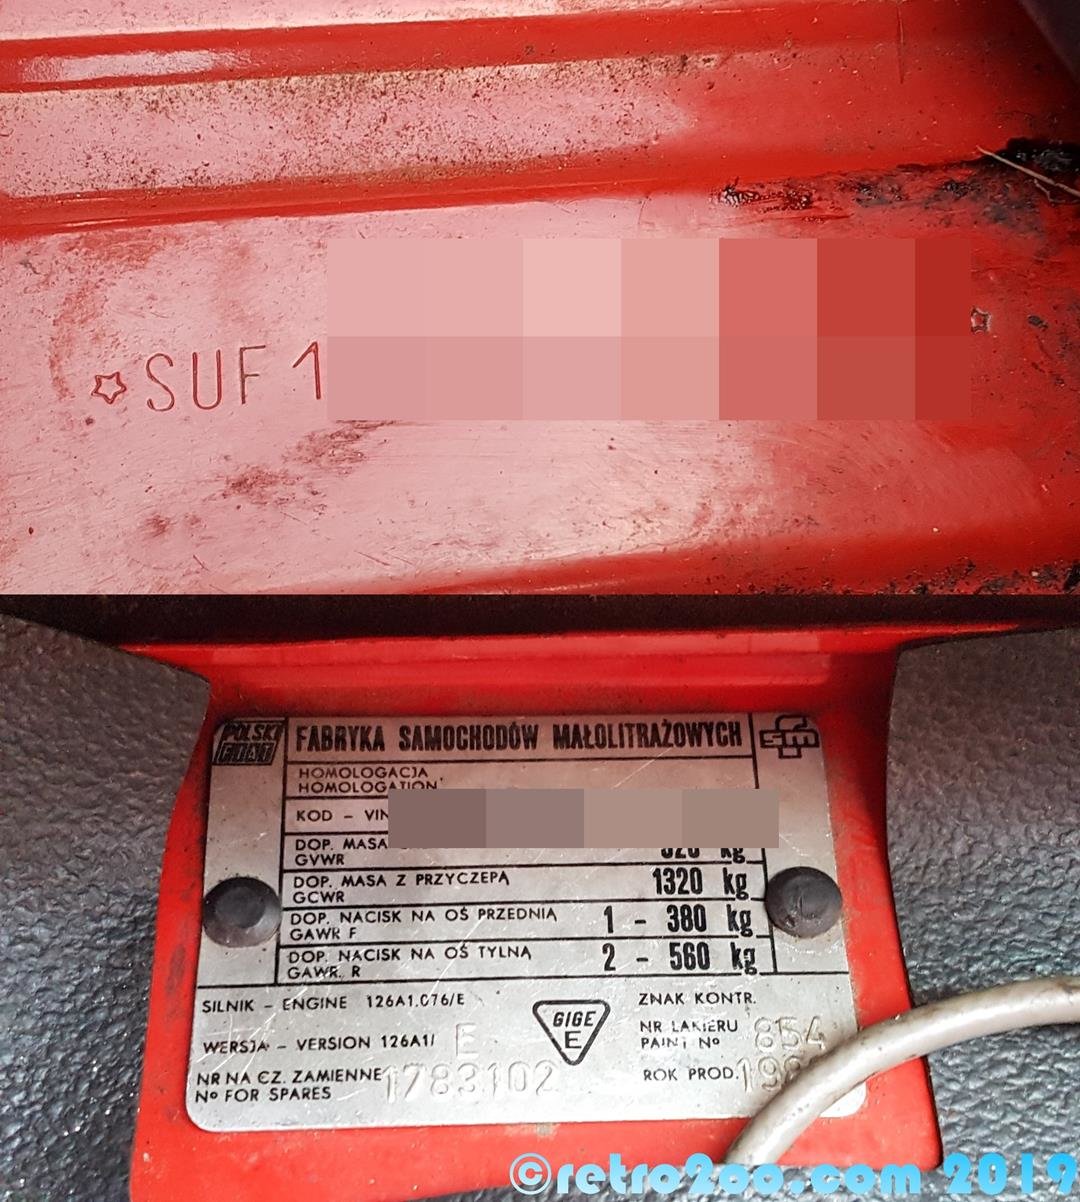 ☆SUF 1
☆
POLSKI
FIAT
FABRYKA SAMOCHODÓW MAŁOLITRAŻOWYCH
fsm
HOMOLOGACJA
HOMOLOGATION
KOD – VIN
DOP. MASA
GVWR
kg
DOP. MASA Z PRZYCZEPĄ
GCWR
1320 kg
DOP. NACISK NA OŚ PRZEDNIĄ
GAWR F
1 – 380 kg
DOP. NACISK NA OŚ TYLNĄ
GAWR. R
2 – 560 kg
SILNIK – ENGINE 126A1.076/E
WERSJA – VERSION 126A1/ E
NR NA CZ. ZAMIENNE 1783102
Nº FOR SPARES
GIGE
E
ZNAK KONTR.
NR LAKIERU 854
PAINT Nº
ROK PROD. 19
©retro2oo.com 2019